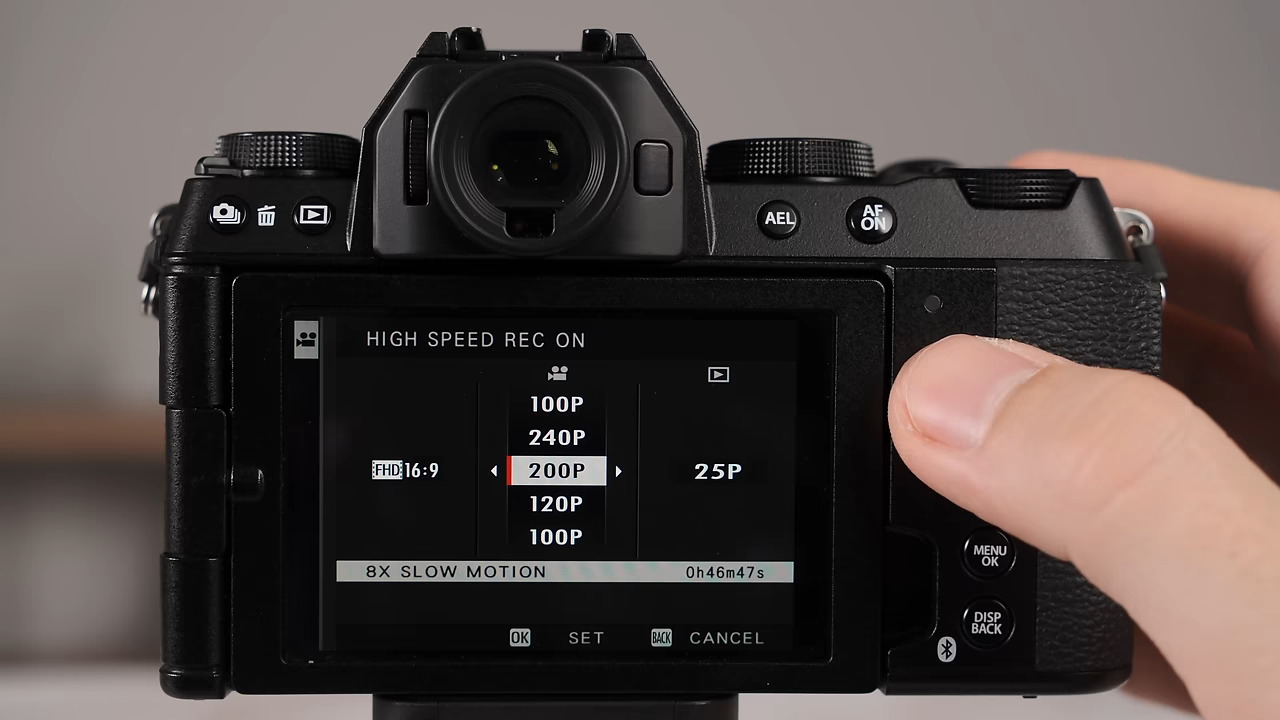 AEL
AF
ON
HIGH SPEED REC ON
100P
240P
FHD 16:9
200P
25P
120P
100P
8X SLOW MOTION 0h46m47s
OK SET BACK CANCEL
MENU
OK
DISP
BACK